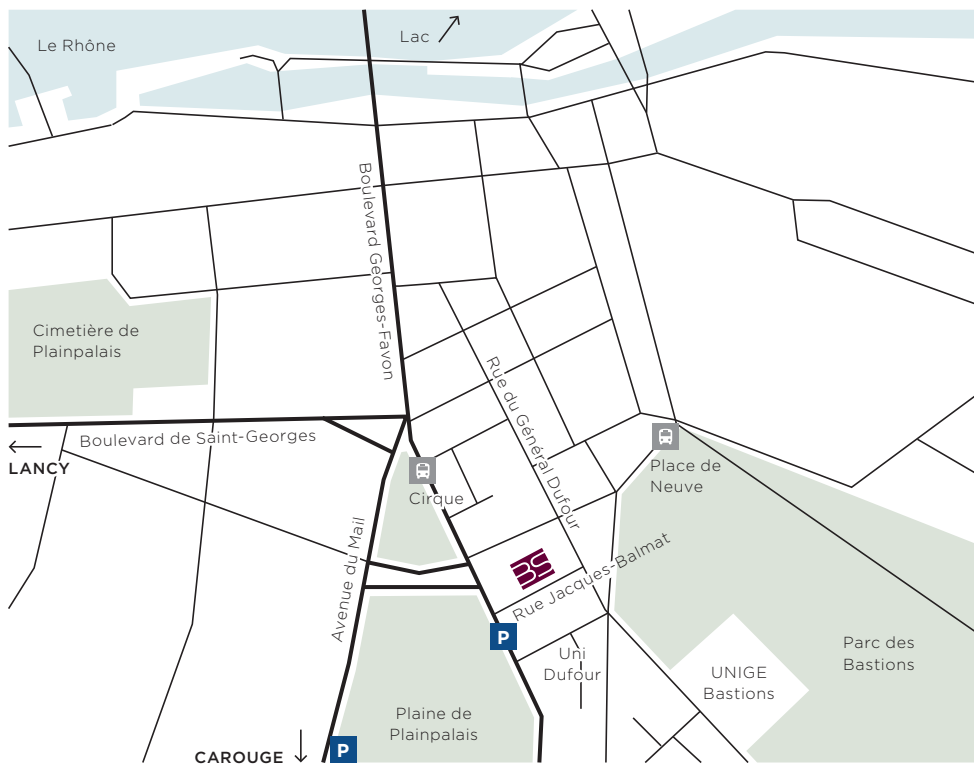 Le Rhône
Lac
Boulevard Georges-Favon
Cimetière de
Plainpalais
Rue du Général Dufour
Boulevard de Saint-Georges
LANCY
Cirque
Place de
Neuve
Avenue du Mail
BS
Rue Jacques-Balmat
P
Uni
Dufour
Parc des
Bastions
UNIGE
Bastions
Plaine de
Plainpalais
CAROUGE
P